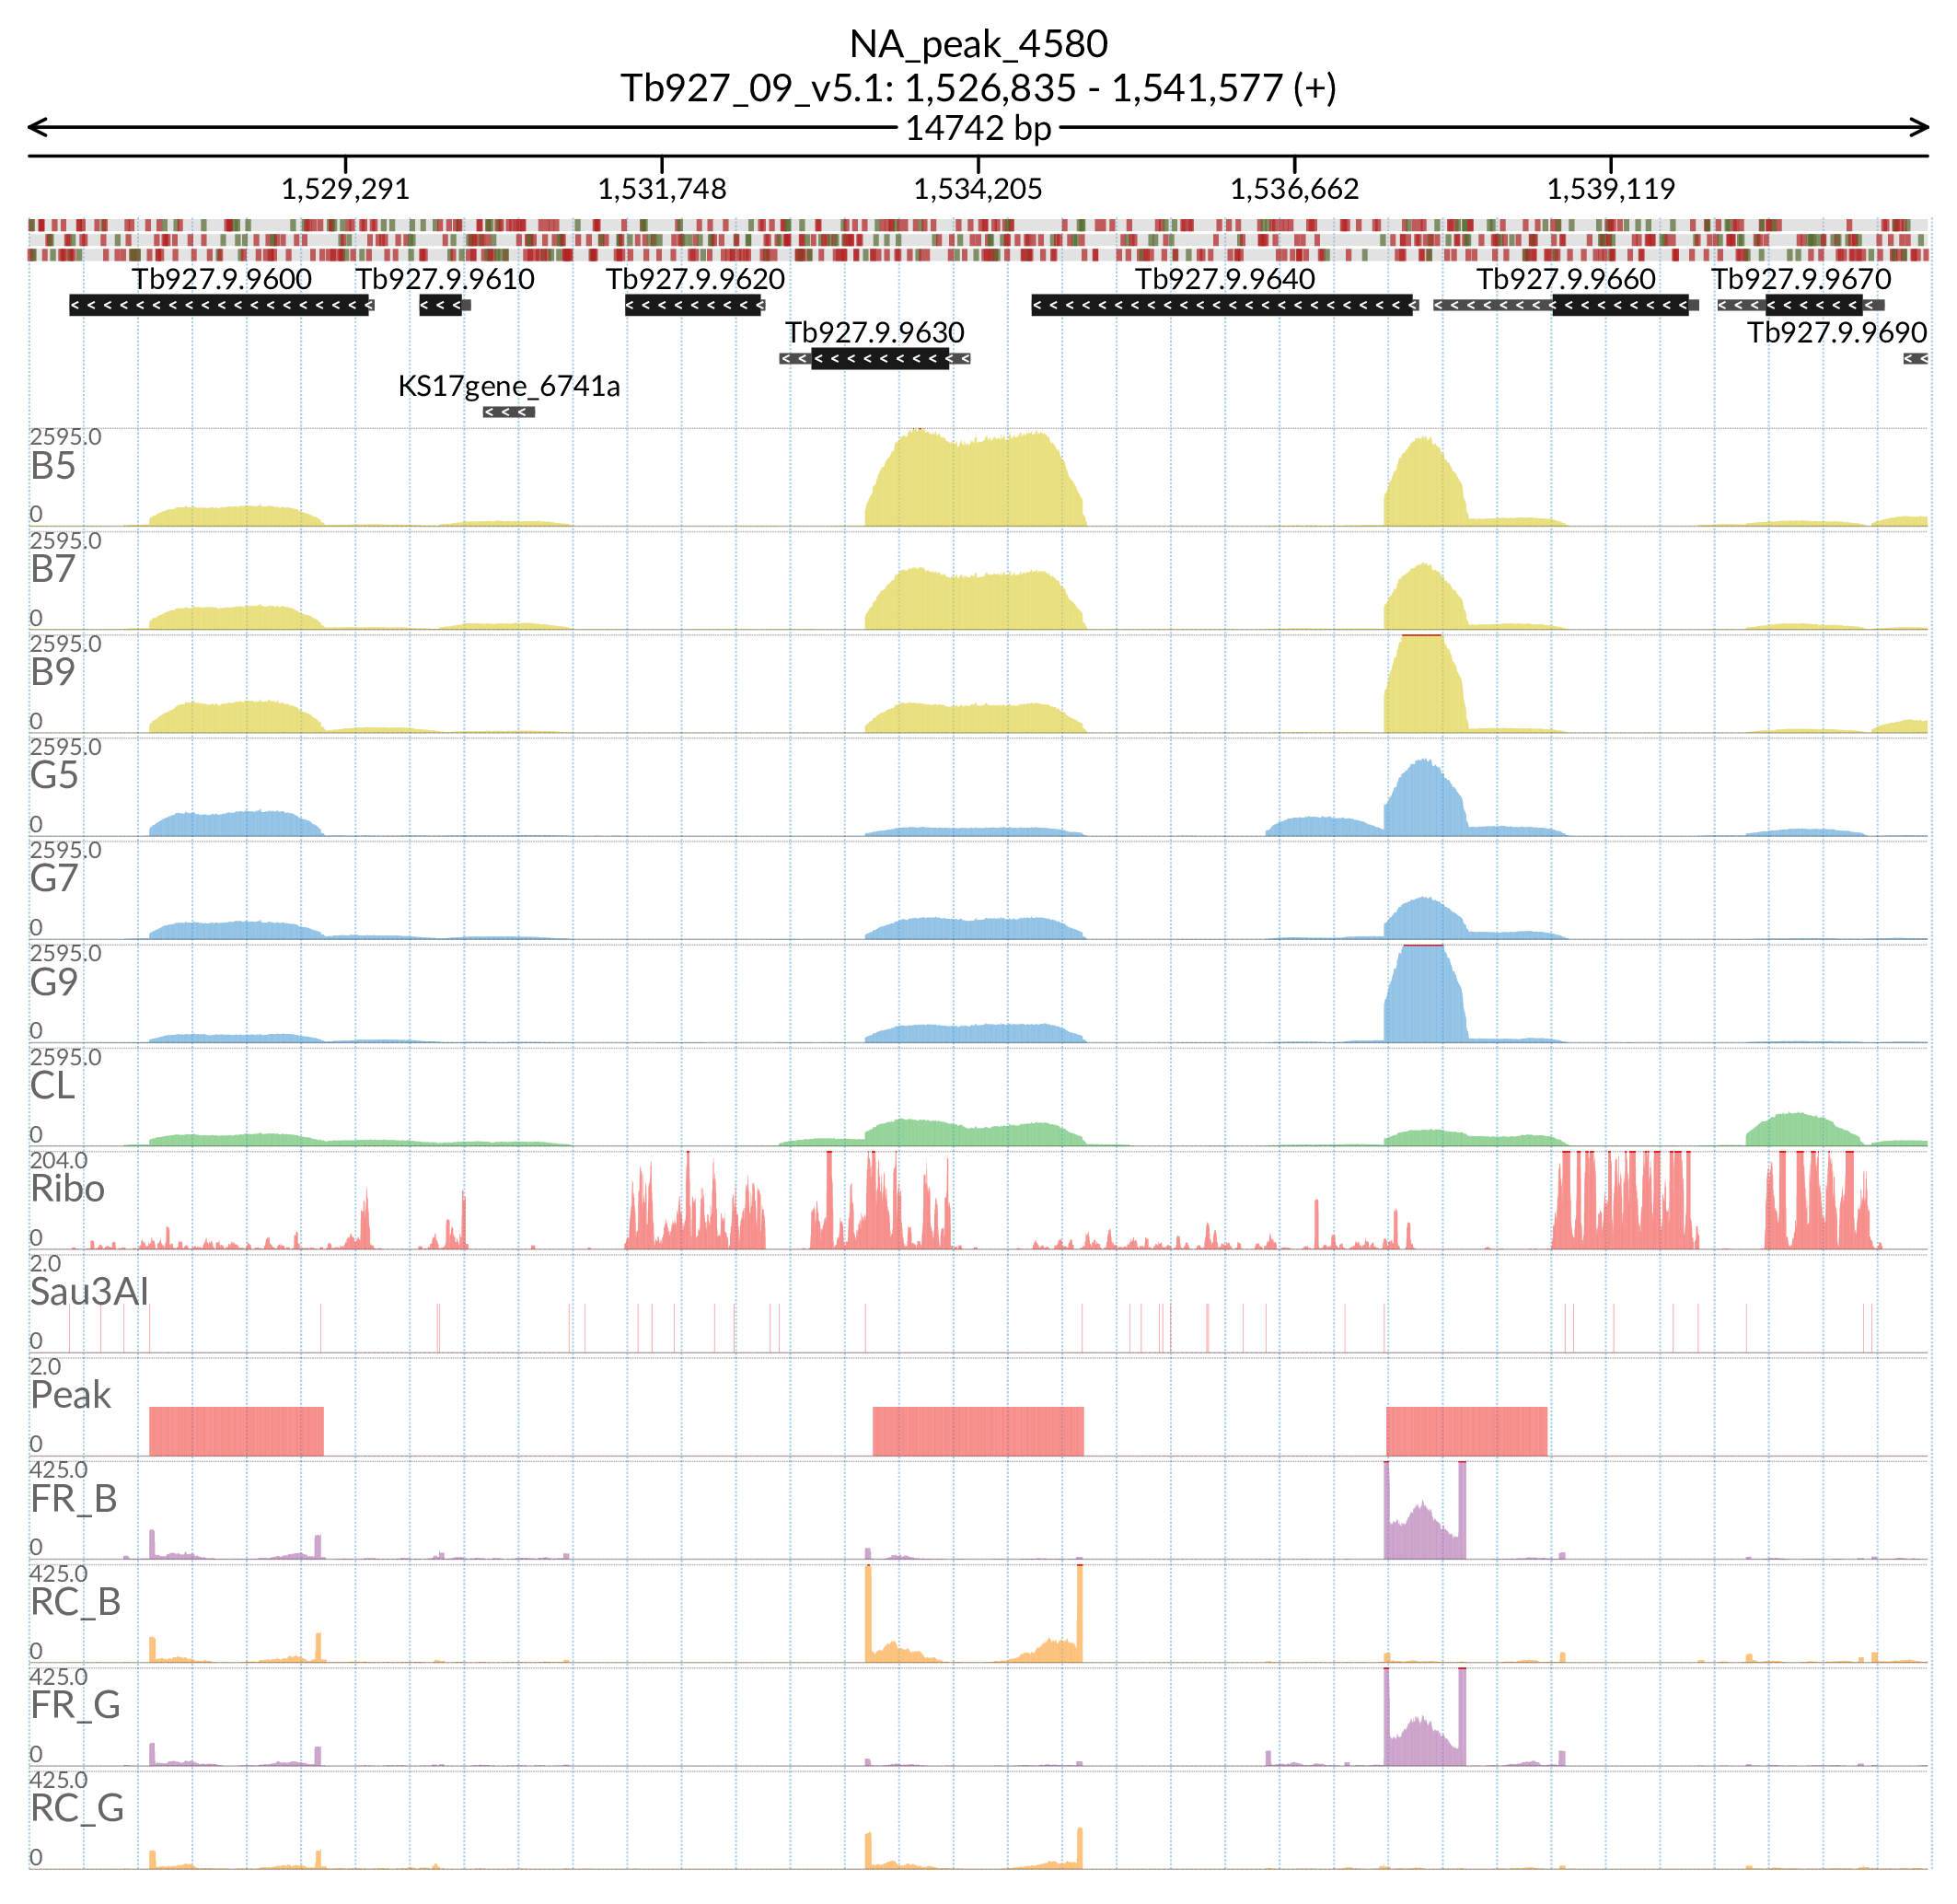 NA_peak_4580
Tb927_09_v5.1: 1,526,835 - 1,541,577 (+)
14742 bp
1,529,291 1,531,748 1,534,205 1,536,662 1,539,119
Tb927.9.9600 Tb927.9.9610 Tb927.9.9620 Tb927.9.9640 Tb927.9.9660 Tb927.9.9670
Tb927.9.9630 Tb927.9.9690
KS17gene_6741a
2595.0
B5
0
2595.0
B7
0
2595.0
B9
0
2595.0
G5
0
2595.0
G7
0
2595.0
G9
0
2595.0
CL
0
204.0
Ribo
0
2.0
Sau3AI
0
2.0
Peak
0
425.0
FR_B
0
425.0
RC_B
0
425.0
FR_G
0
425.0
RC_G
0